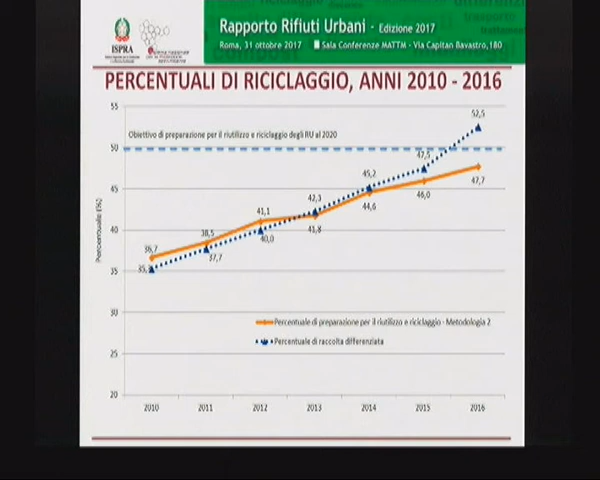 Rapporto Rifiuti Urbani - Edizione 2017
Roma, 31 ottobre 2017 Sala Conferenze MATTM - Via Capitan Bavastro,180
ISPRA
PERCENTUALI DI RICICLAGGIO, ANNI 2010 - 2016
55
52,5
Obiettivo di preparazione per il riutilizzo e riciclaggio degli RU al 2020
50
47,5
47,7
45
45,2
44,6
46,0
42,3
41,1
41,8
40
40,0
38,5
37,7
36,7
35
Percentuale (%)
30
Percentuale di preparazione per il riutilizzo e riciclaggio - Metodologia 2
Percentuale di raccolta differenziata
25
20
2010 2011 2012 2013 2014 2015 2016